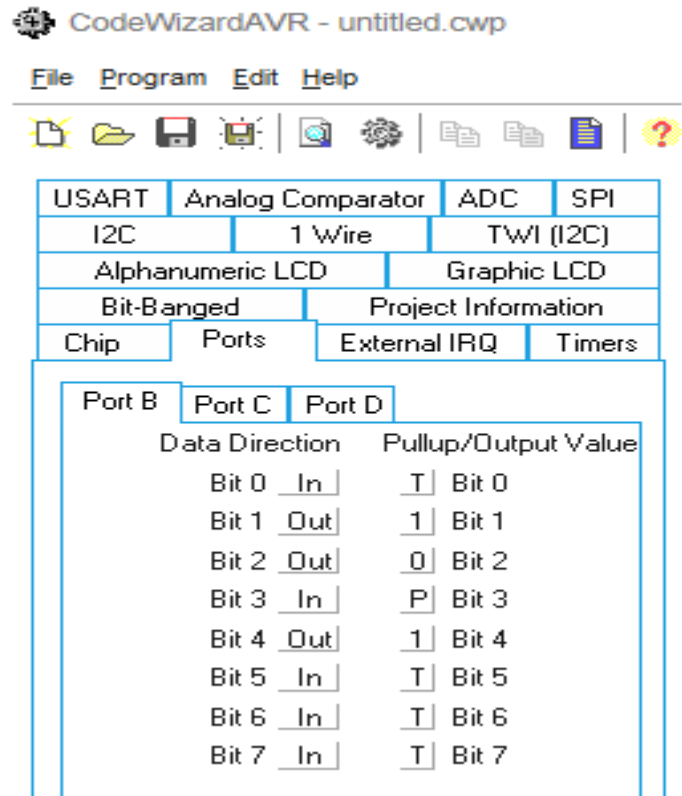 CodeWizardAVR - untitled.cwp
File Program Edit Help
?
USART Analog Comparator ADC SPI
I2C 1 Wire TWI (I2C)
Alphanumeric LCD Graphic LCD
Bit-Banged Project Information
Chip Ports External IRQ Timers
Port B Port C Port D
Data Direction Pullup/Output Value
Bit 0 In T Bit 0
Bit 1 Out 1 Bit 1
Bit 2 Out 0 Bit 2
Bit 3 In P Bit 3
Bit 4 Out 1 Bit 4
Bit 5 In T Bit 5
Bit 6 In T Bit 6
Bit 7 In T Bit 7